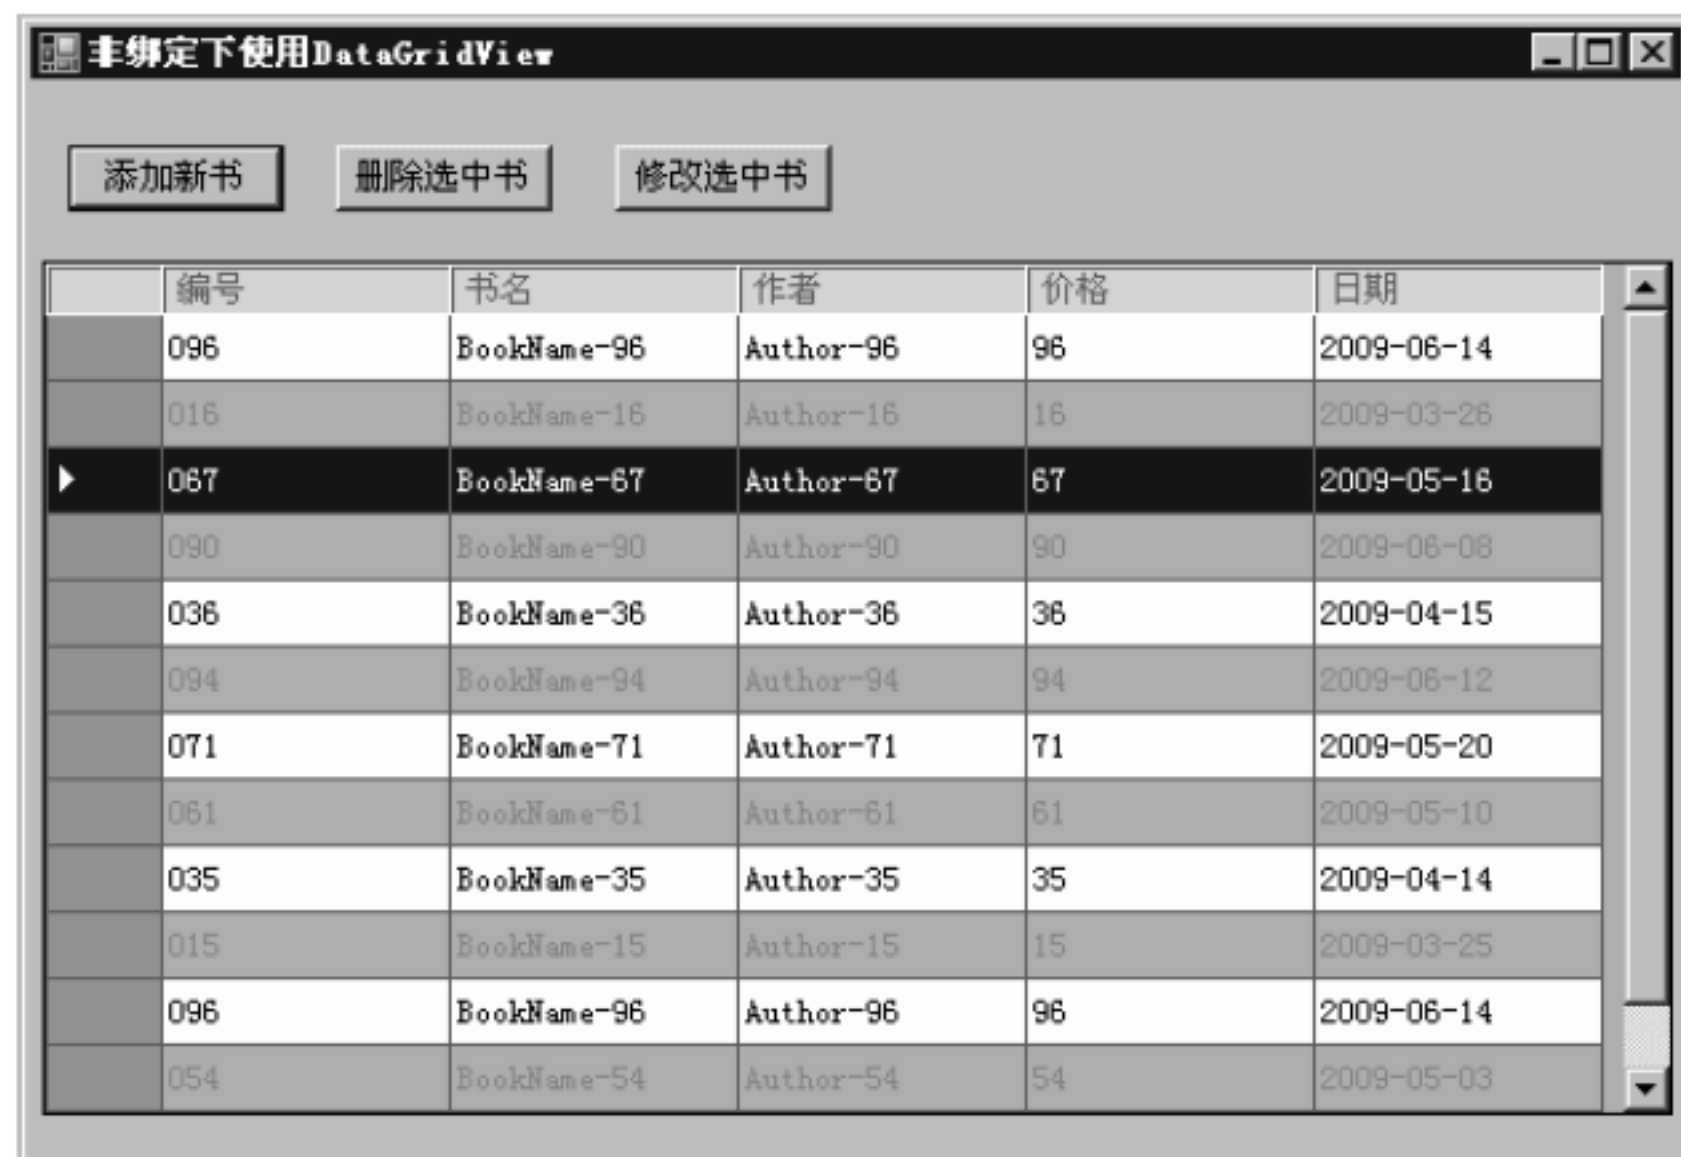 非绑定下使用DataGridView
添加新书 删除选中书 修改选中书
编号 书名 作者 价格 日期
096 BookName-96 Author-96 96 2009-06-14
016 BookName-16 Author-16 16 2009-03-26
067 BookName-67 Author-67 67 2009-05-16
090 BookName-90 Author-90 90 2009-06-08
036 BookName-36 Author-36 36 2009-04-15
094 BookName-94 Author-94 94 2009-06-12
071 BookName-71 Author-71 71 2009-05-20
061 BookName-61 Author-61 61 2009-05-10
035 BookName-35 Author-35 35 2009-04-14
015 BookName-15 Author-15 15 2009-03-25
096 BookName-96 Author-96 96 2009-06-14
054 BookName-54 Author-54 54 2009-05-03